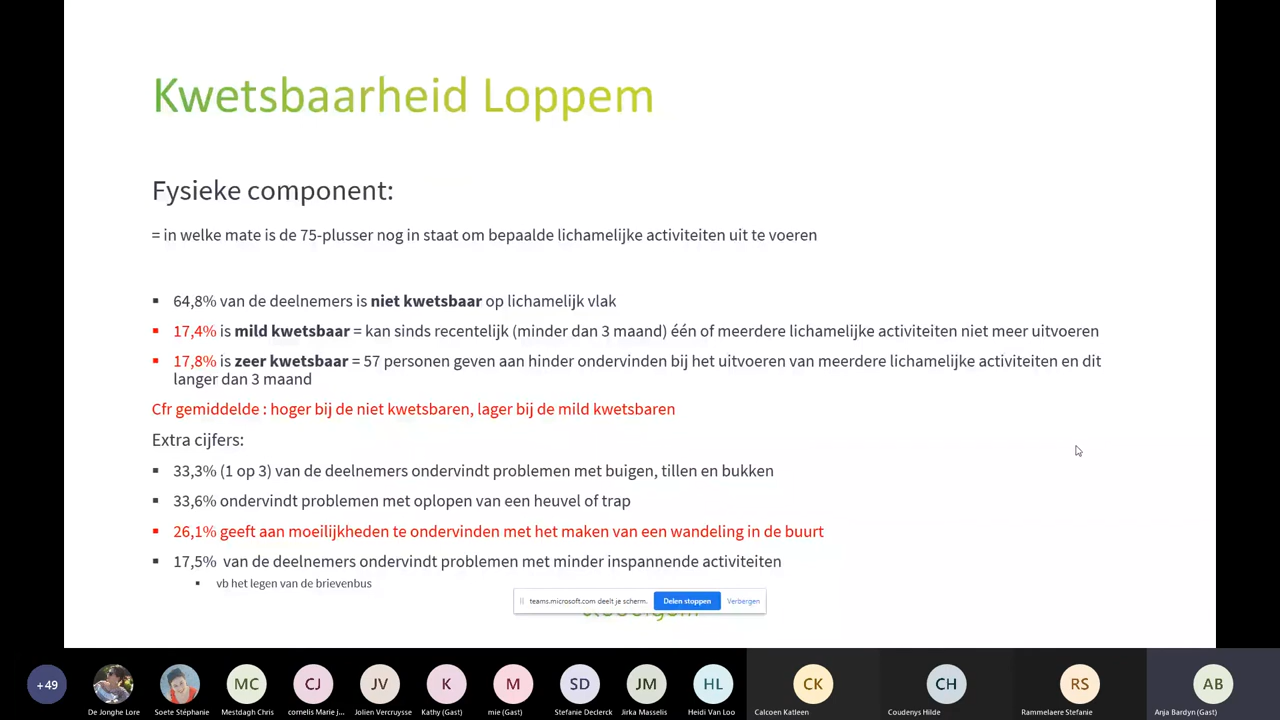 Kwetsbaarheid Loppem
Fysieke component:
= in welke mate is de 75-plusser nog in staat om bepaalde lichamelijke activiteiten uit te voeren
▪ 64,8% van de deelnemers is niet kwetsbaar op lichamelijk vlak
▪ 17,4% is mild kwetsbaar = kan sinds recentelijk (minder dan 3 maand) één of meerdere lichamelijke activiteiten niet meer uitvoeren
▪ 17,8% is zeer kwetsbaar = 57 personen geven aan hinder ondervinden bij het uitvoeren van meerdere lichamelijke activiteiten en dit
langer dan 3 maand
Cfr gemiddelde : hoger bij de niet kwetsbaren, lager bij de mild kwetsbaren
Extra cijfers:
▪ 33,3% (1 op 3) van de deelnemers ondervindt problemen met buigen, tillen en bukken
▪ 33,6% ondervindt problemen met oplopen van een heuvel of trap
▪ 26,1% geeft aan moeilijkheden te ondervinden met het maken van een wandeling in de buurt
▪ 17,5% van de deelnemers ondervindt problemen met minder inspannende activiteiten
▪ vb het legen van de brievenbus
teams.microsoft.com deelt je scherm. Delen stoppen Verbergen
+49 MC CJ JV K M SD JM HL CK CH RS AB
De Jonghe Lore Soete Stéphanie Mestdagh Chris cornelis Marie j... Jolien Vercruysse Kathy (Gast) mie (Gast) Stefanie Declerck Jirka Masselis Heidi Van Loo Calcoen Katleen Coudenys Hilde Rammelaere Stefanie Anja Bardyn (Gast)